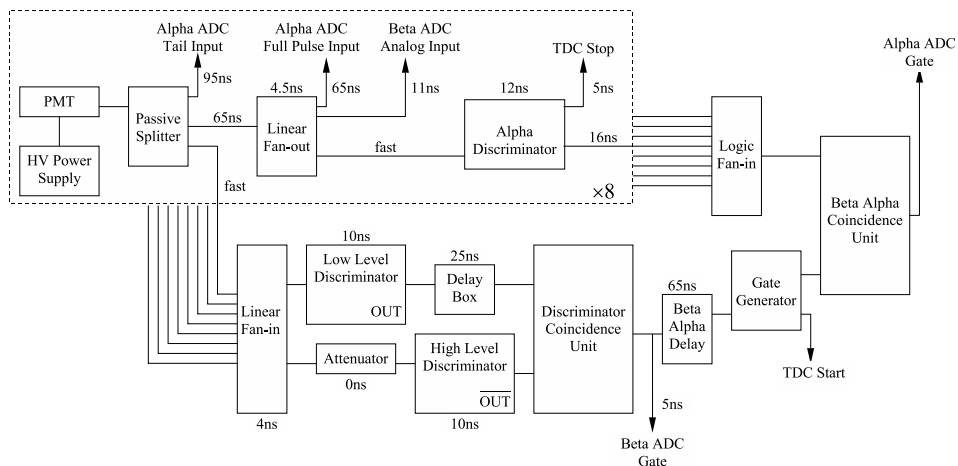 Alpha ADC
Tail Input
Alpha ADC
Full Pulse Input
Beta ADC
Analog Input
TDC Stop
Alpha ADC
Gate
95ns
4.5ns
65ns
11ns
12ns
5ns
PMT
Passive
Splitter
65ns
Linear
Fan-out
fast
Alpha
Discriminator
16ns
Logic
Fan-in
HV Power
Supply
fast
×8
Beta Alpha
Coincidence
Unit
10ns
Low Level
Discriminator
OUT
25ns
Delay
Box
Linear
Fan-in
Discriminator
Coincidence
Unit
65ns
Beta
Alpha
Delay
Gate
Generator
Attenuator
0ns
High Level
Discriminator
OUT
TDC Start
4ns
10ns
5ns
Beta ADC
Gate